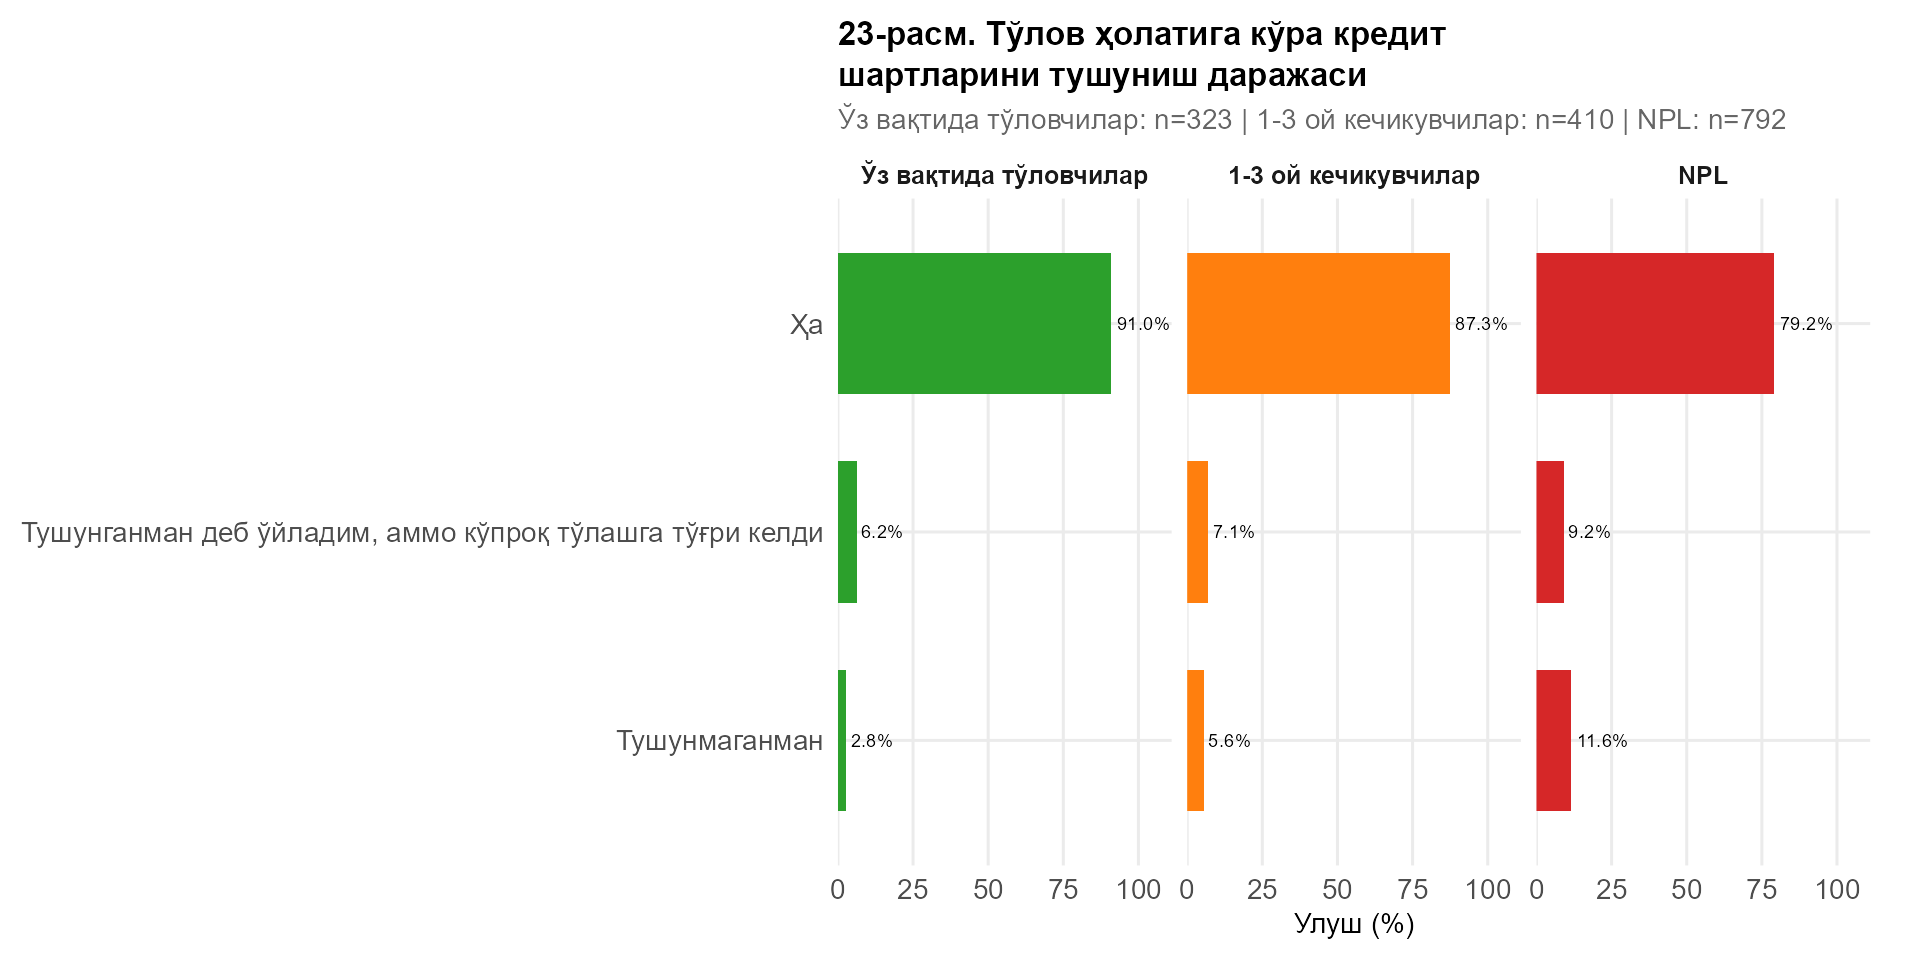 23-расм. Тўлов ҳолатига кўра кредит
шартларини тушуниш даражаси
Ўз вақтида тўловчилар: n=323 | 1-3 ой кечикувчилар: n=410 | NPL: n=792
Ўз вақтида тўловчилар 1-3 ой кечикувчилар NPL
Ҳа 91.0% 87.3% 79.2%
Тушунганман деб ўйладим, аммо кўпроқ тўлашга тўғри келди 6.2% 7.1% 9.2%
Тушунмаганман 2.8% 5.6% 11.6%
0 25 50 75 100 0 25 50 75 100 0 25 50 75 100
Улуш (%)